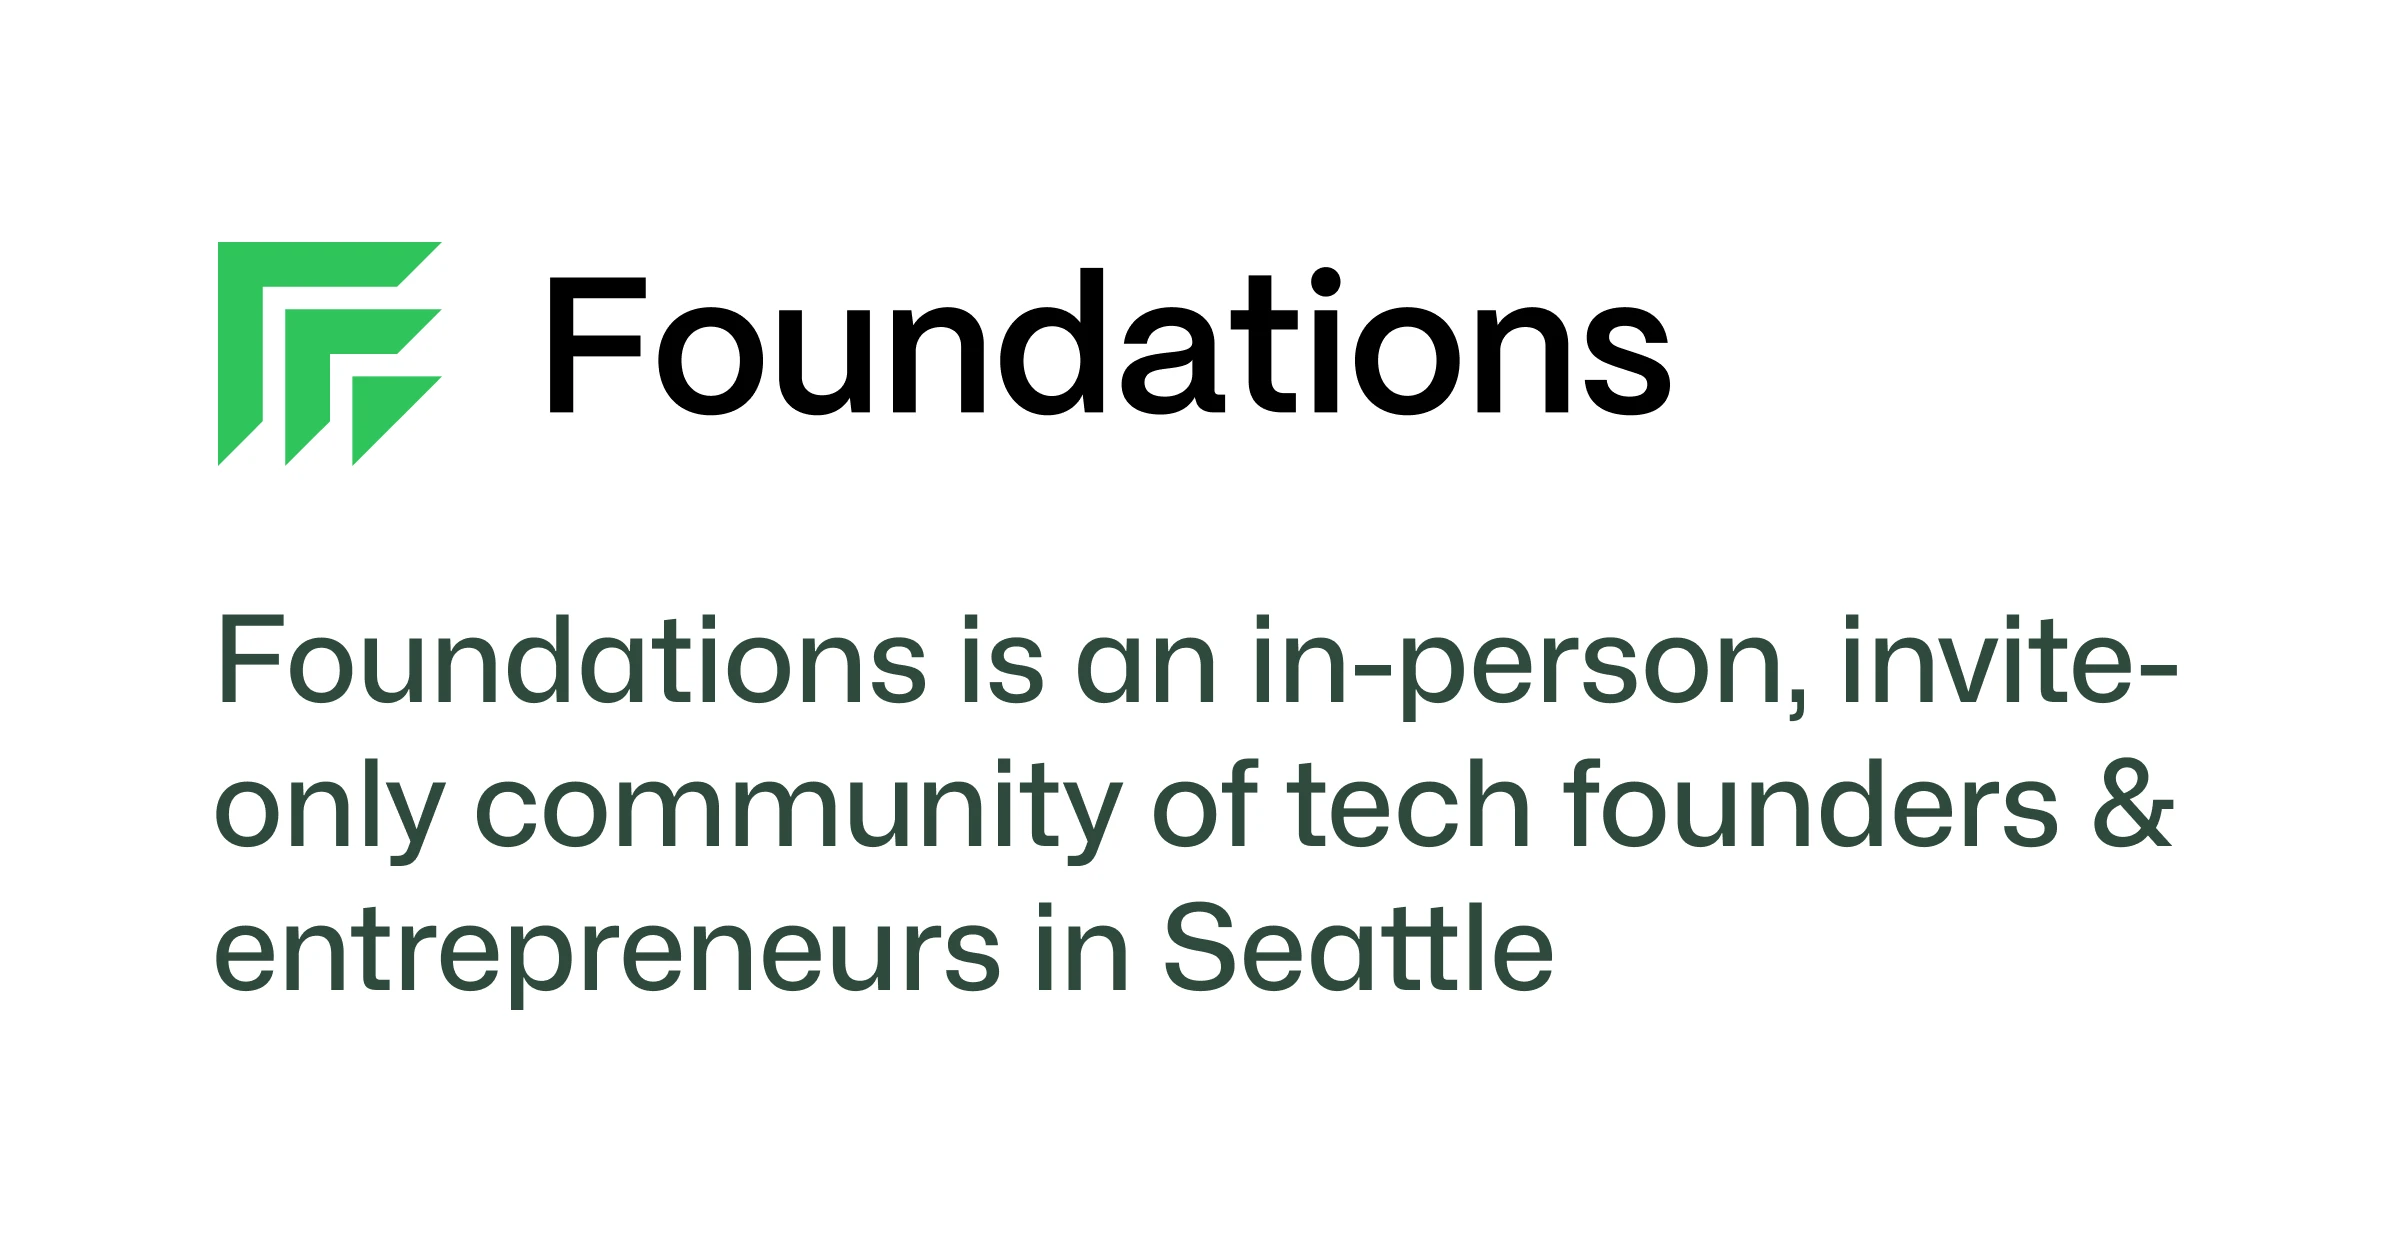 Foundations
Foundations is an in-person, invite-
only community of tech founders &
entrepreneurs in Seattle